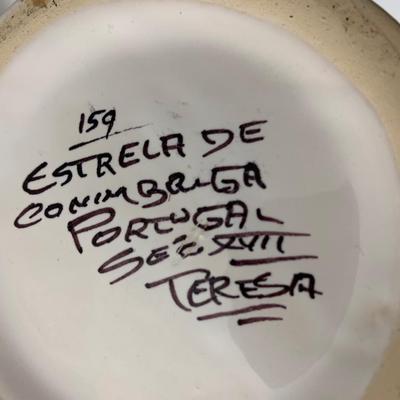 159
ESTRELA DE
CONIMBRIGA
PORTUGAL
SEC XVII
TERESA